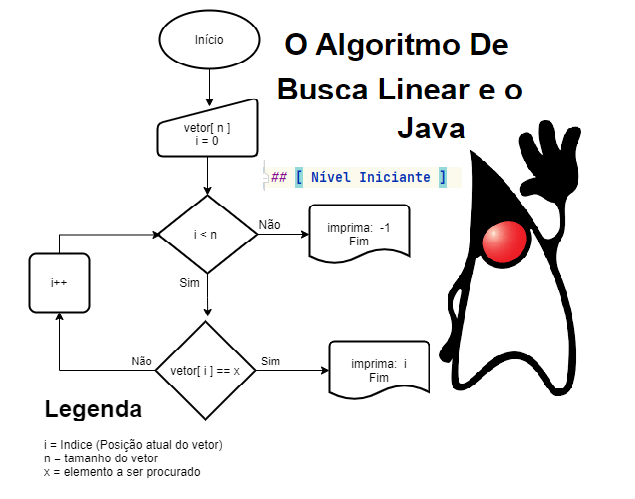 Início
O Algoritmo De
Busca Linear e o
Java
vetor[ n ]
i = 0
## [ Nível Iniciante ]
i < n
Não
imprima: -1
Fim
Sim
i++
Não
vetor[ i ] == x
Sim
imprima: i
Fim
Legenda
i = Indice (Posição atual do vetor)
n = tamanho do vetor
x = elemento a ser procurado